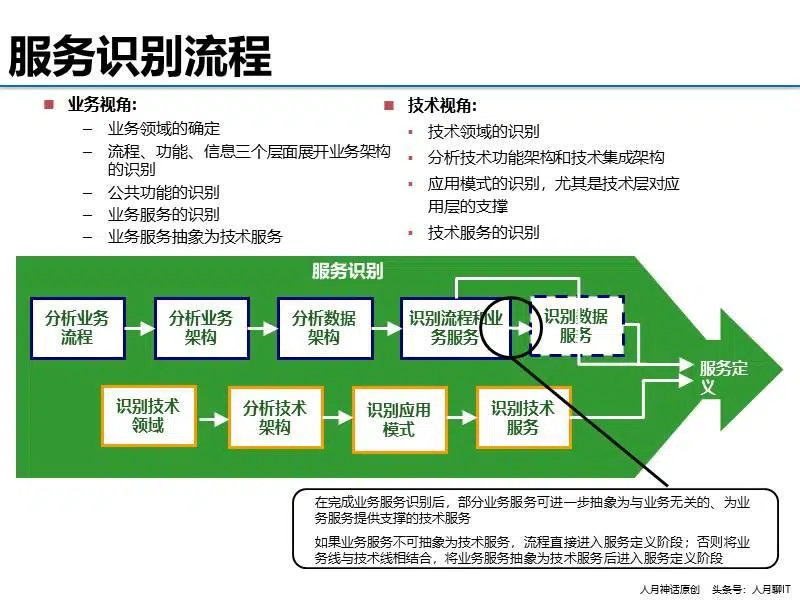 服务识别流程
业务视角:
– 业务领域的确定
– 流程、功能、信息三个层面展开业务架构
的识别
– 公共功能的识别
– 业务服务的识别
– 业务服务抽象为技术服务
技术视角:
技术领域的识别
分析技术功能架构和技术集成架构
应用模式的识别，尤其是技术层对应
用层的支撑
技术服务的识别
服务识别
分析业务
流程
分析业务
架构
分析数据
架构
识别流程和业
务服务
识别数据
服务
服务定
义
识别技术
领域
分析技术
架构
识别应用
模式
识别技术
服务
在完成业务服务识别后，部分业务服务可进一步抽象为与业务无关的、为业
务服务提供支撑的技术服务
如果业务服务不可抽象为技术服务，流程直接进入服务定义阶段；否则将业
务线与技术线相结合，将业务服务抽象为技术服务后进入服务定义阶段
人月神话原创 头条号：人月聊IT